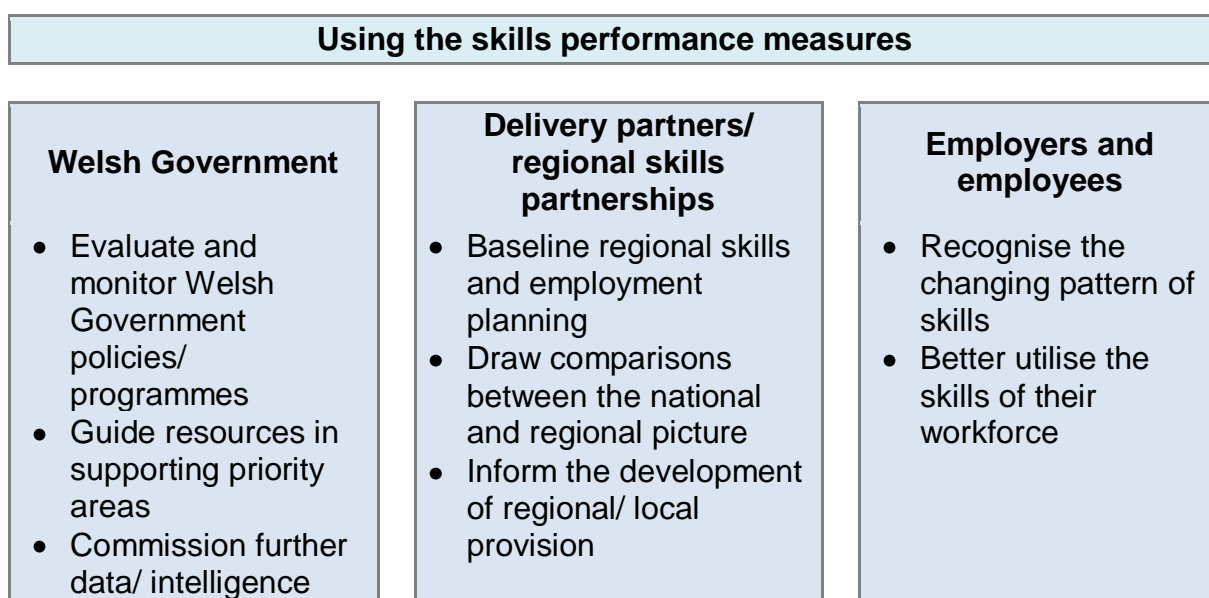 Using the skills performance measures
Welsh Government
• Evaluate and
monitor Welsh
Government
policies/
programmes
• Guide resources in
supporting priority
areas
• Commission further
data/ intelligence
Delivery partners/
regional skills
partnerships
• Baseline regional skills
and employment
planning
• Draw comparisons
between the national
and regional picture
• Inform the development
of regional/ local
provision
Employers and
employees
• Recognise the
changing pattern of
skills
• Better utilise the
skills of their
workforce